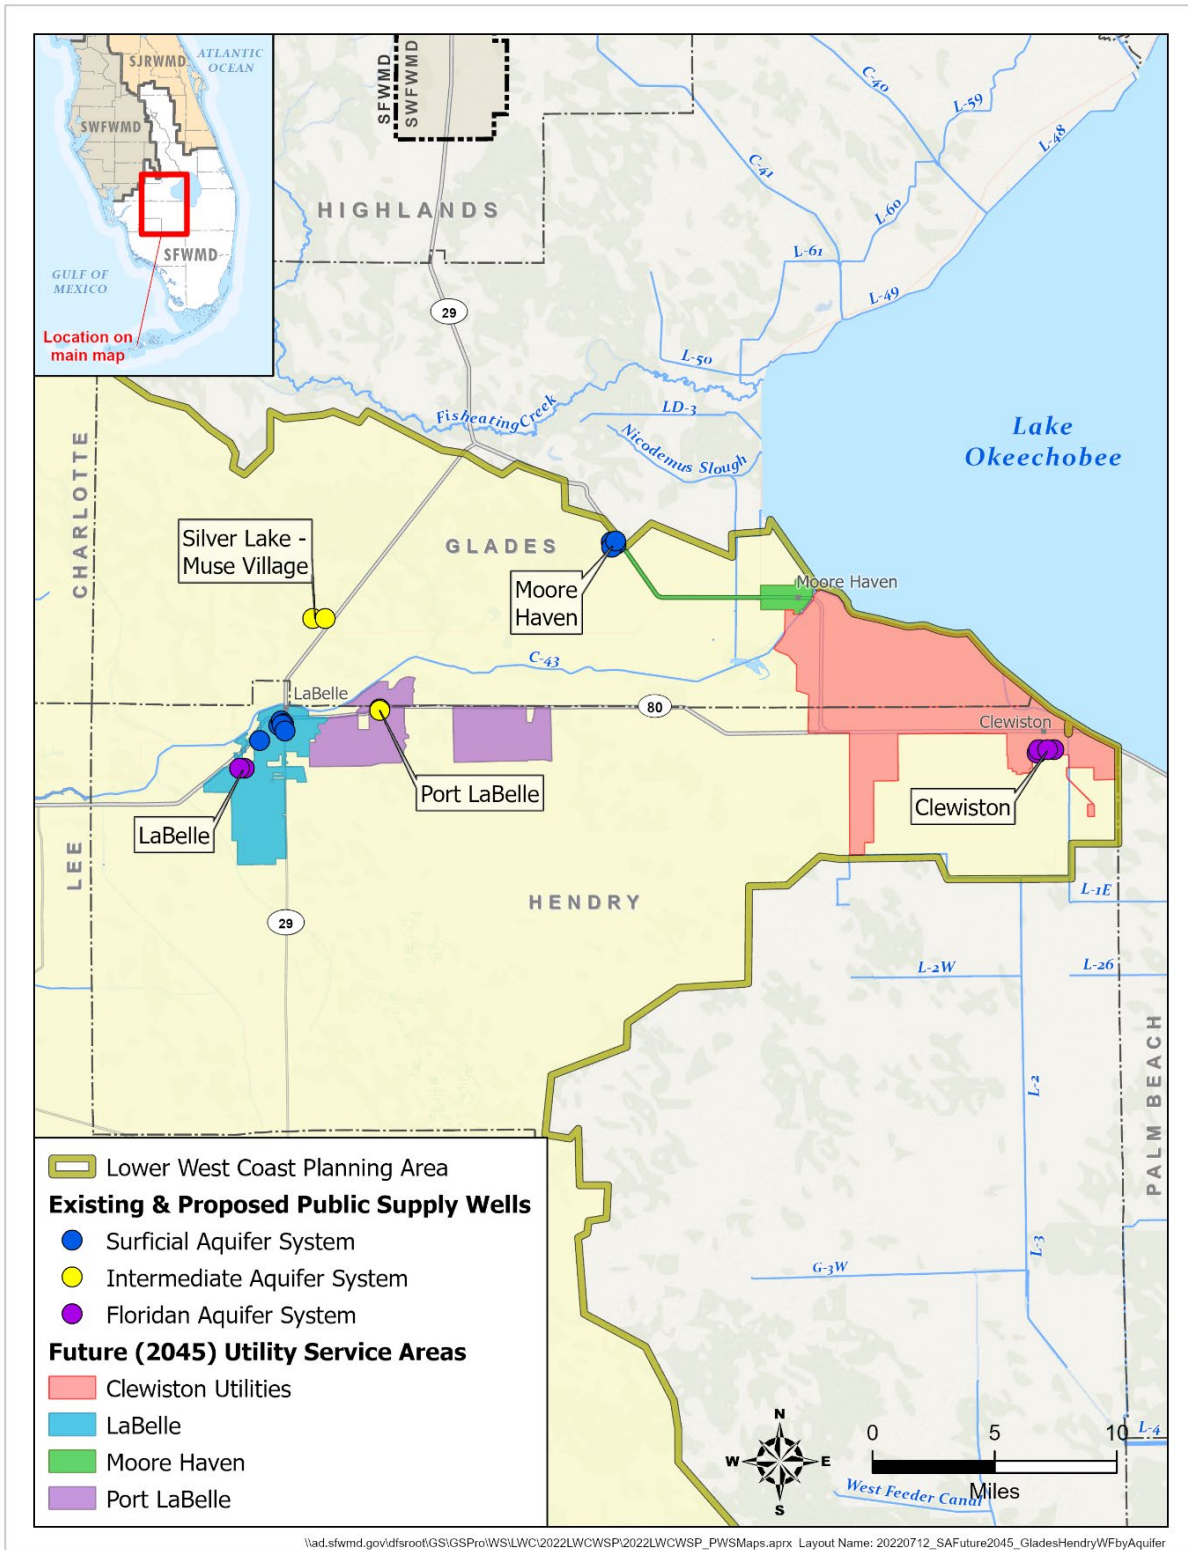 SJRWMD
ATLANTIC
OCEAN
SWFWMD
SFWMD
GULF OF
MEXICO
Location on
main map
SFWMD
SWFWMD
C-40
L-59
L-48
C-41
L-60
HIGHLANDS
L-61
L-49
29
L-50
Fisheating Creek
LD-3
Nicodemus Slough
Lake
Okeechobee
CHARLOTTE
Silver Lake -
Muse Village
GLADES
Moore
Haven
Moore Haven
C-43
LaBelle
80
Clewiston
Port LaBelle
Clewiston
LaBelle
LEE
HENDRY
L-1E
29
L-2W
L-26
L-2
PALM BEACH
L-3
G-3W
Lower West Coast Planning Area
Existing & Proposed Public Supply Wells
Surficial Aquifer System
Intermediate Aquifer System
Floridan Aquifer System
Future (2045) Utility Service Areas
Clewiston Utilities
LaBelle
Moore Haven
Port LaBelle
N
W E
S
0 5 10
Miles
L-4
West Feeder Canal
\\ad.sfwmd.gov\dfsroot\GS\GSPro\WS\LWC\2022LWCWSP\2022LWCWSP_PWSMaps.aprx Layout Name: 20220712_SAFuture2045_GladesHendryWFbyAquifer